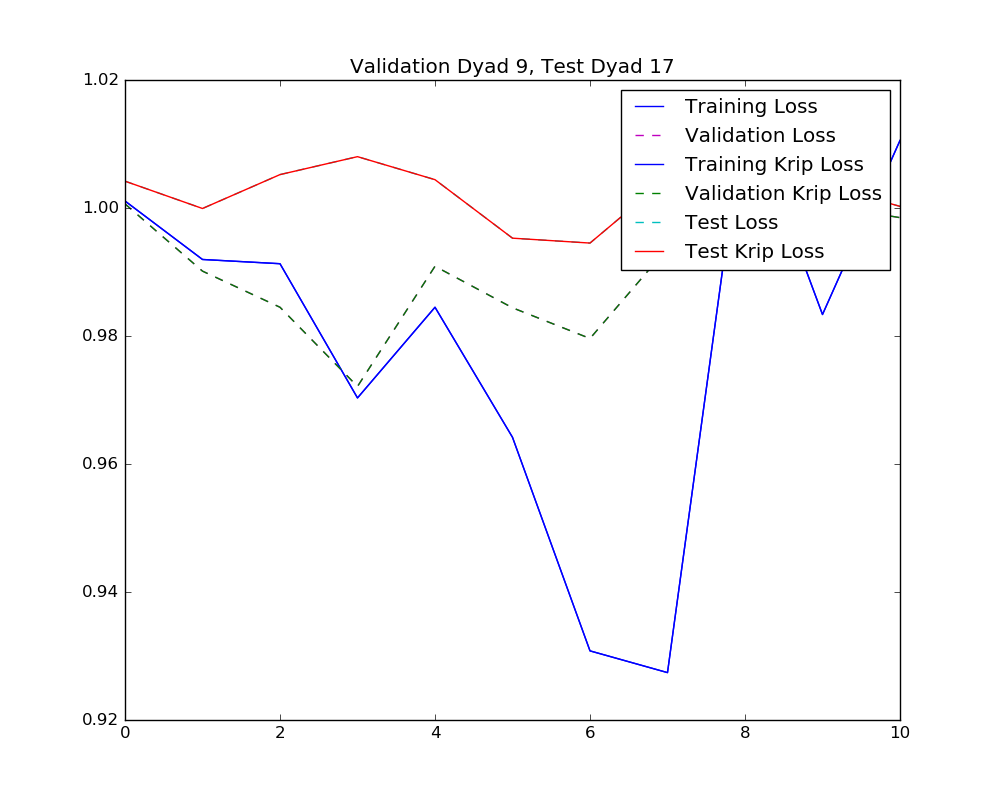 Validation Dyad 9, Test Dyad 17
1.02
1.00
0.98
0.96
0.94
0.92
Training Loss
Validation Loss
Training Krip Loss
Validation Krip Loss
Test Loss
Test Krip Loss
0 2 4 6 8 10